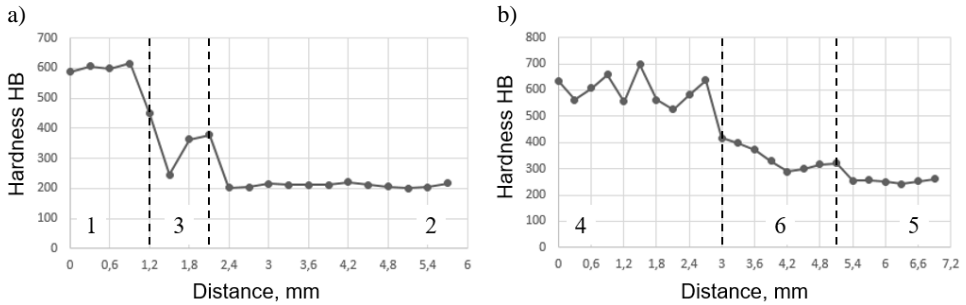 a)
Hardness HB
700
600
500
400
300
200
100
0
1
3
2
0 0,6 1,2 1,8 2,4 3 3,6 4,2 4,8 5,4 6
Distance, mm
b)
Hardness HB
800
700
600
500
400
300
200
100
0
4
6
5
0 0,6 1,2 1,8 2,4 3 3,6 4,2 4,8 5,4 6 6,6 7,2
Distance, mm